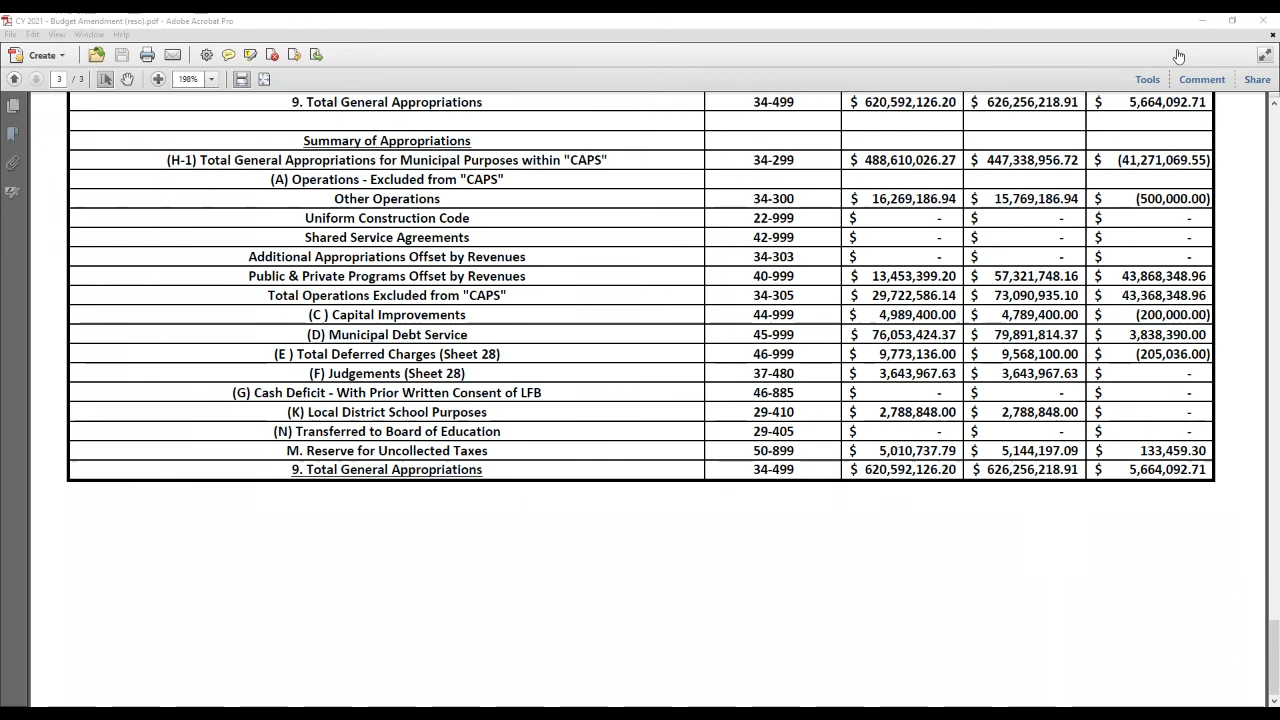 CY 2021 - Budget Amendment (reso).pdf - Adobe Acrobat Pro
File Edit View Window Help
Create
3 / 3 198% Tools Comment Share
9. Total General Appropriations 34-499 $ 620,592,126.20 $ 626,256,218.91 $ 5,664,092.71
Summary of Appropriations
(H-1) Total General Appropriations for Municipal Purposes within "CAPS" 34-299 $ 488,610,026.27 $ 447,338,956.72 $ (41,271,069.55)
(A) Operations - Excluded from "CAPS"
Other Operations 34-300 $ 16,269,186.94 $ 15,769,186.94 $ (500,000.00)
Uniform Construction Code 22-999 $ - $ - $ -
Shared Service Agreements 42-999 $ - $ - $ -
Additional Appropriations Offset by Revenues 34-303 $ - $ - $ -
Public & Private Programs Offset by Revenues 40-999 $ 13,453,399.20 $ 57,321,748.16 $ 43,868,348.96
Total Operations Excluded from "CAPS" 34-305 $ 29,722,586.14 $ 73,090,935.10 $ 43,368,348.96
(C ) Capital Improvements 44-999 $ 4,989,400.00 $ 4,789,400.00 $ (200,000.00)
(D) Municipal Debt Service 45-999 $ 76,053,424.37 $ 79,891,814.37 $ 3,838,390.00
(E ) Total Deferred Charges (Sheet 28) 46-999 $ 9,773,136.00 $ 9,568,100.00 $ (205,036.00)
(F) Judgements (Sheet 28) 37-480 $ 3,643,967.63 $ 3,643,967.63 $ -
(G) Cash Deficit - With Prior Written Consent of LFB 46-885 $ - $ - $ -
(K) Local District School Purposes 29-410 $ 2,788,848.00 $ 2,788,848.00 $ -
(N) Transferred to Board of Education 29-405 $ - $ - $ -
M. Reserve for Uncollected Taxes 50-899 $ 5,010,737.79 $ 5,144,197.09 $ 133,459.30
9. Total General Appropriations 34-499 $ 620,592,126.20 $ 626,256,218.91 $ 5,664,092.71